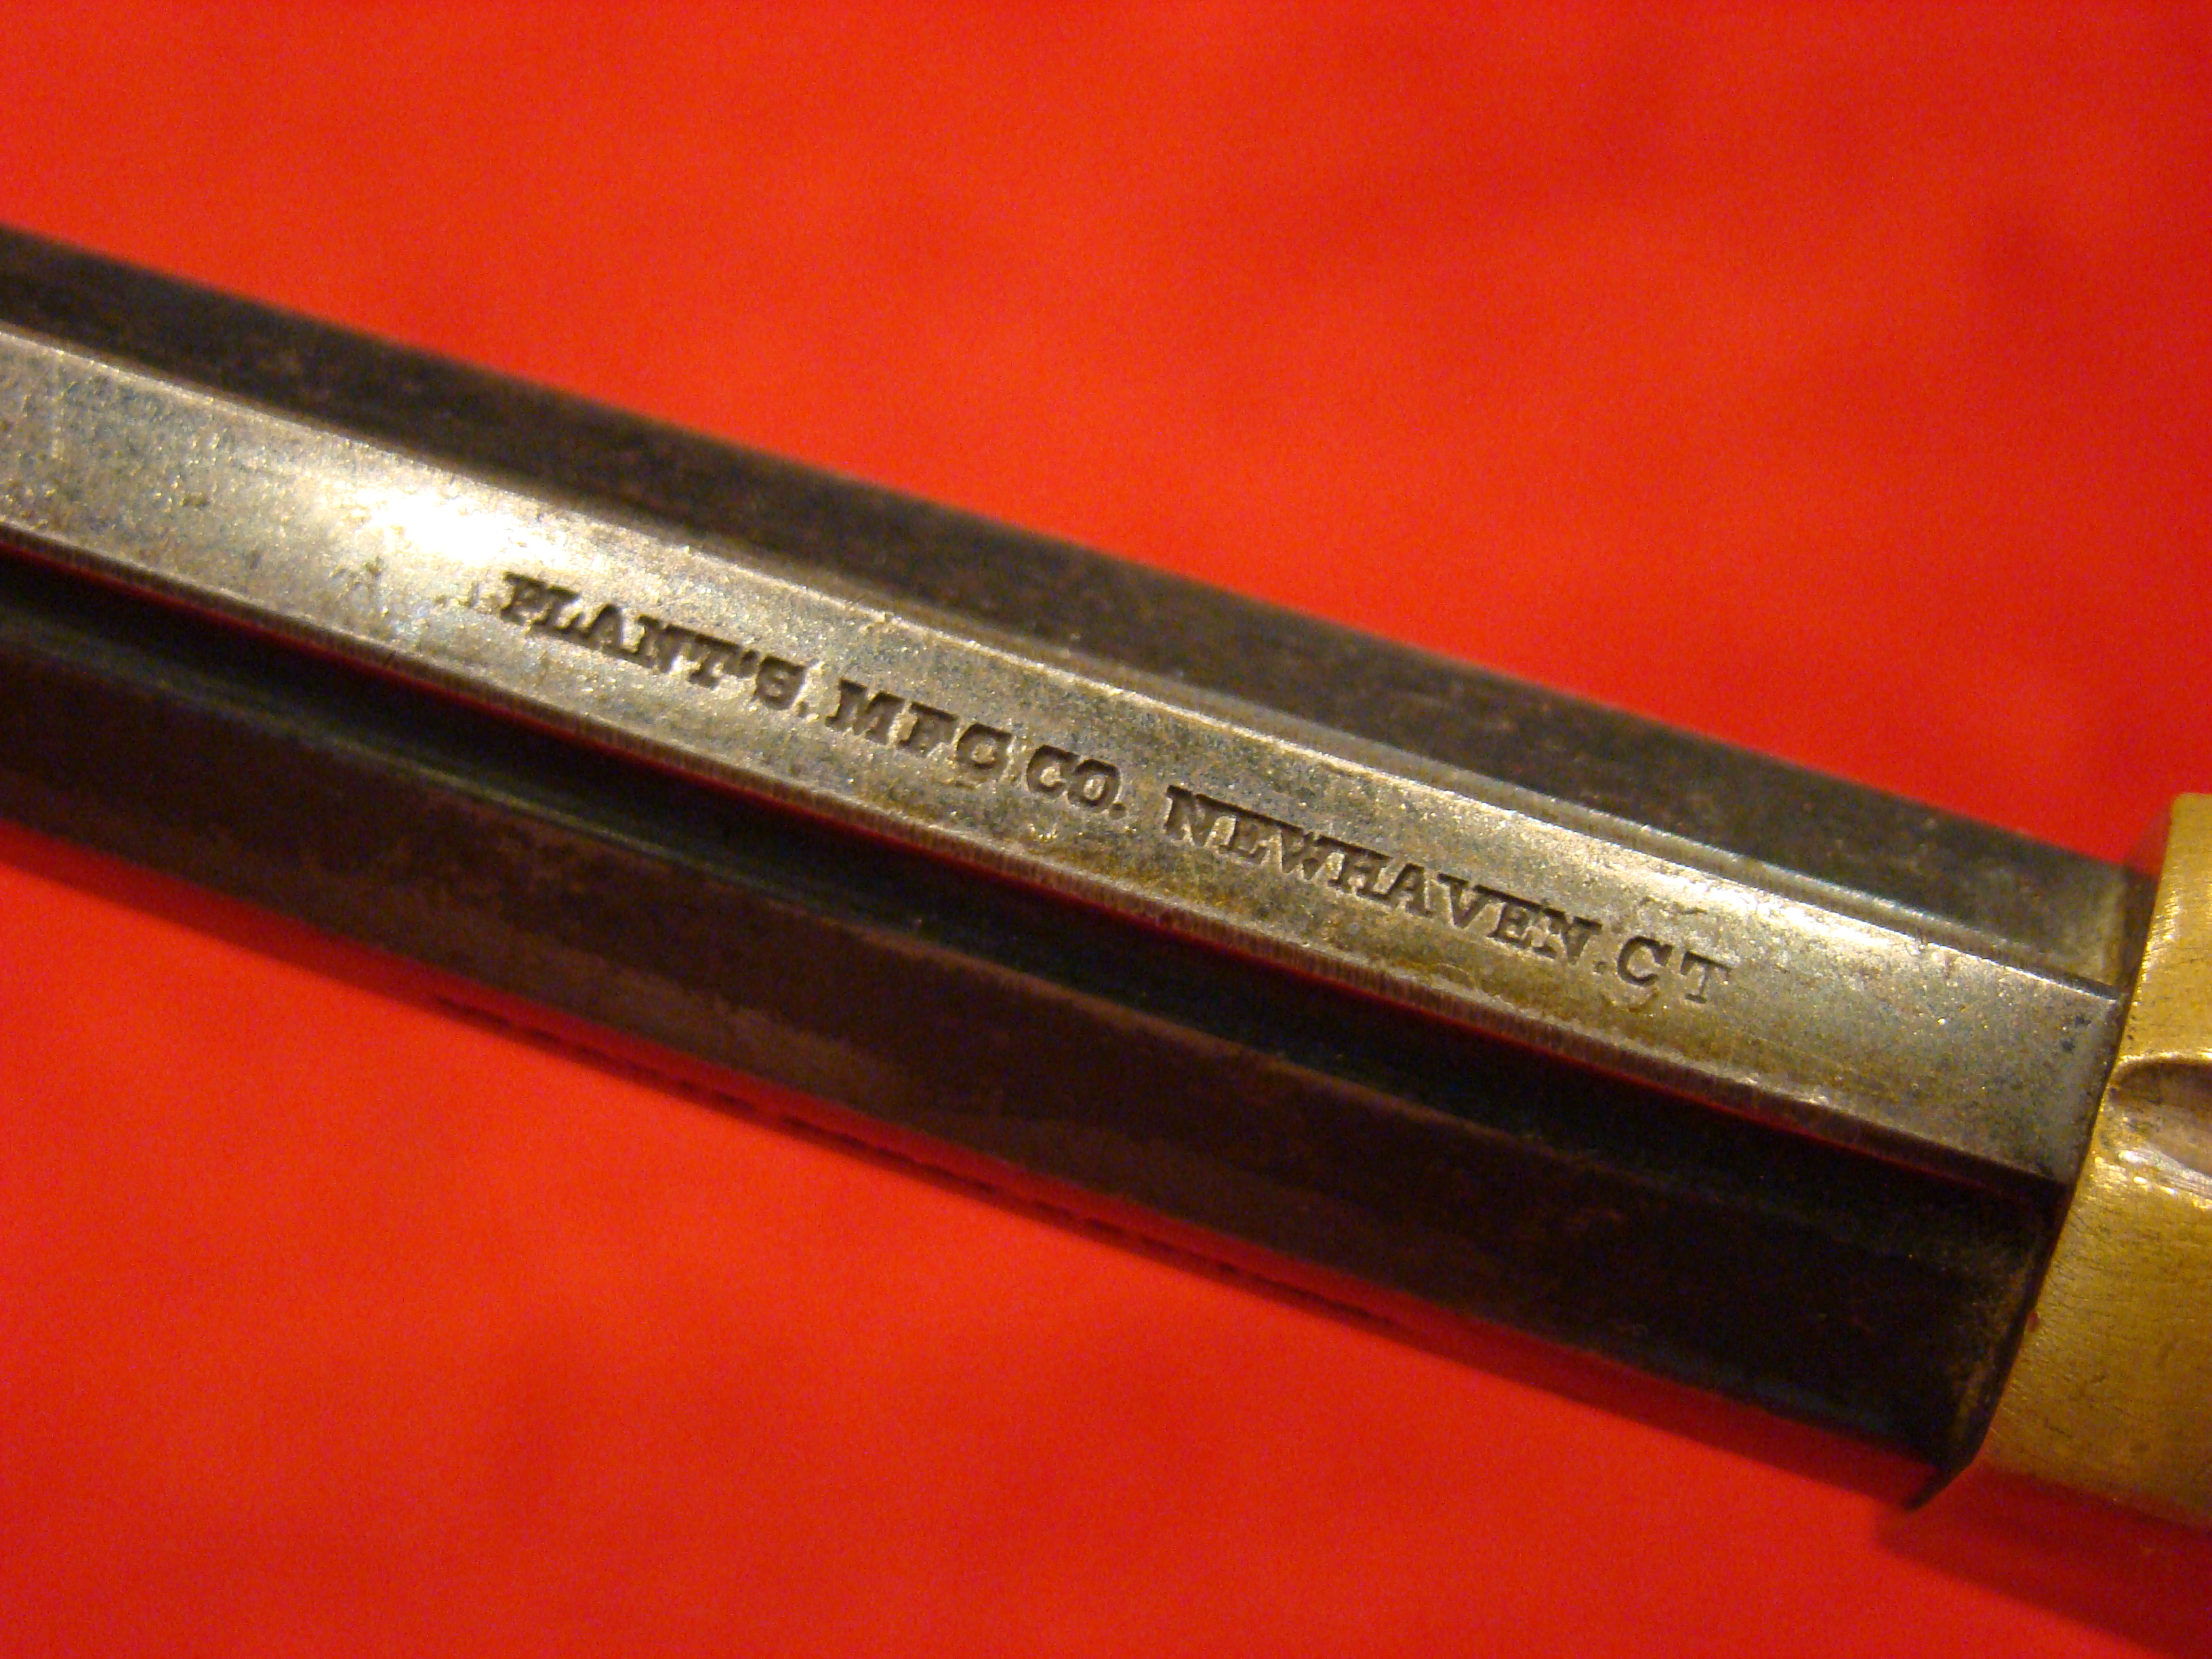 PLANT'S. MFG CO. NEWHAVEN. CT